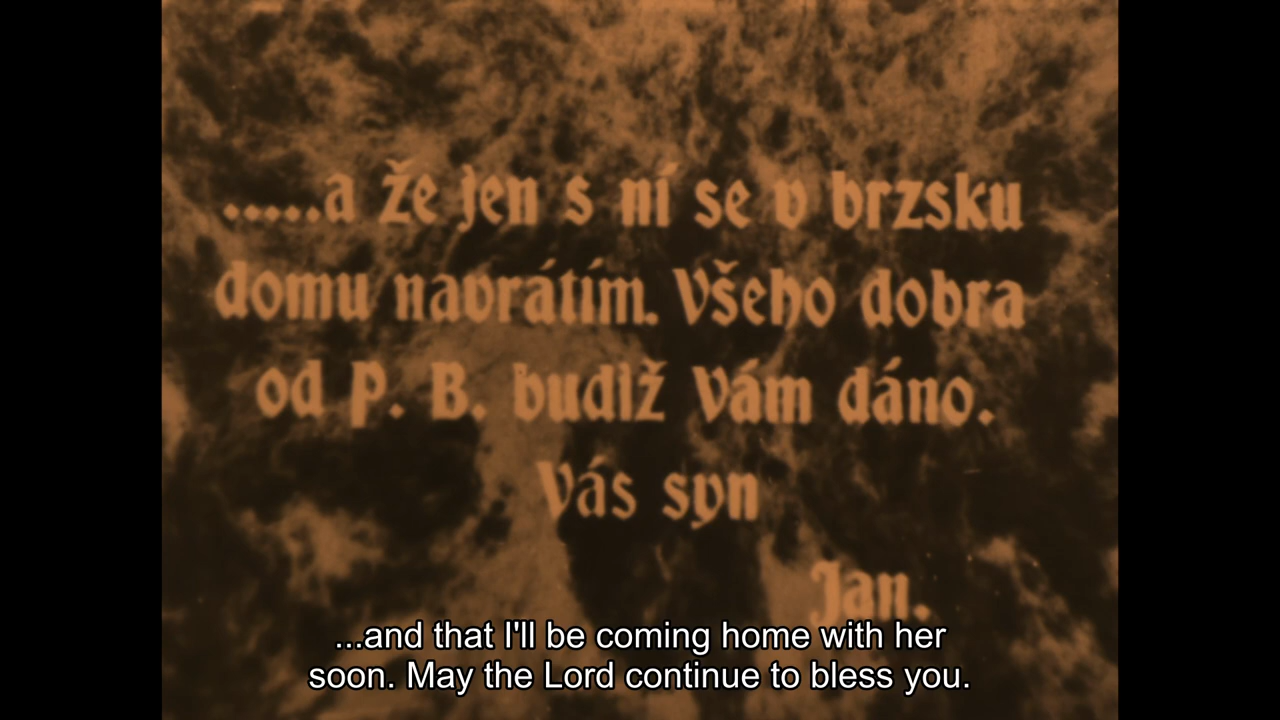 .....a že jen s ní se v brzsku
domu navrátím. Všeho dobra
od P. B. budiž Vám dáno.
Vás syn
Jan.
...and that I'll be coming home with her
soon. May the Lord continue to bless you.